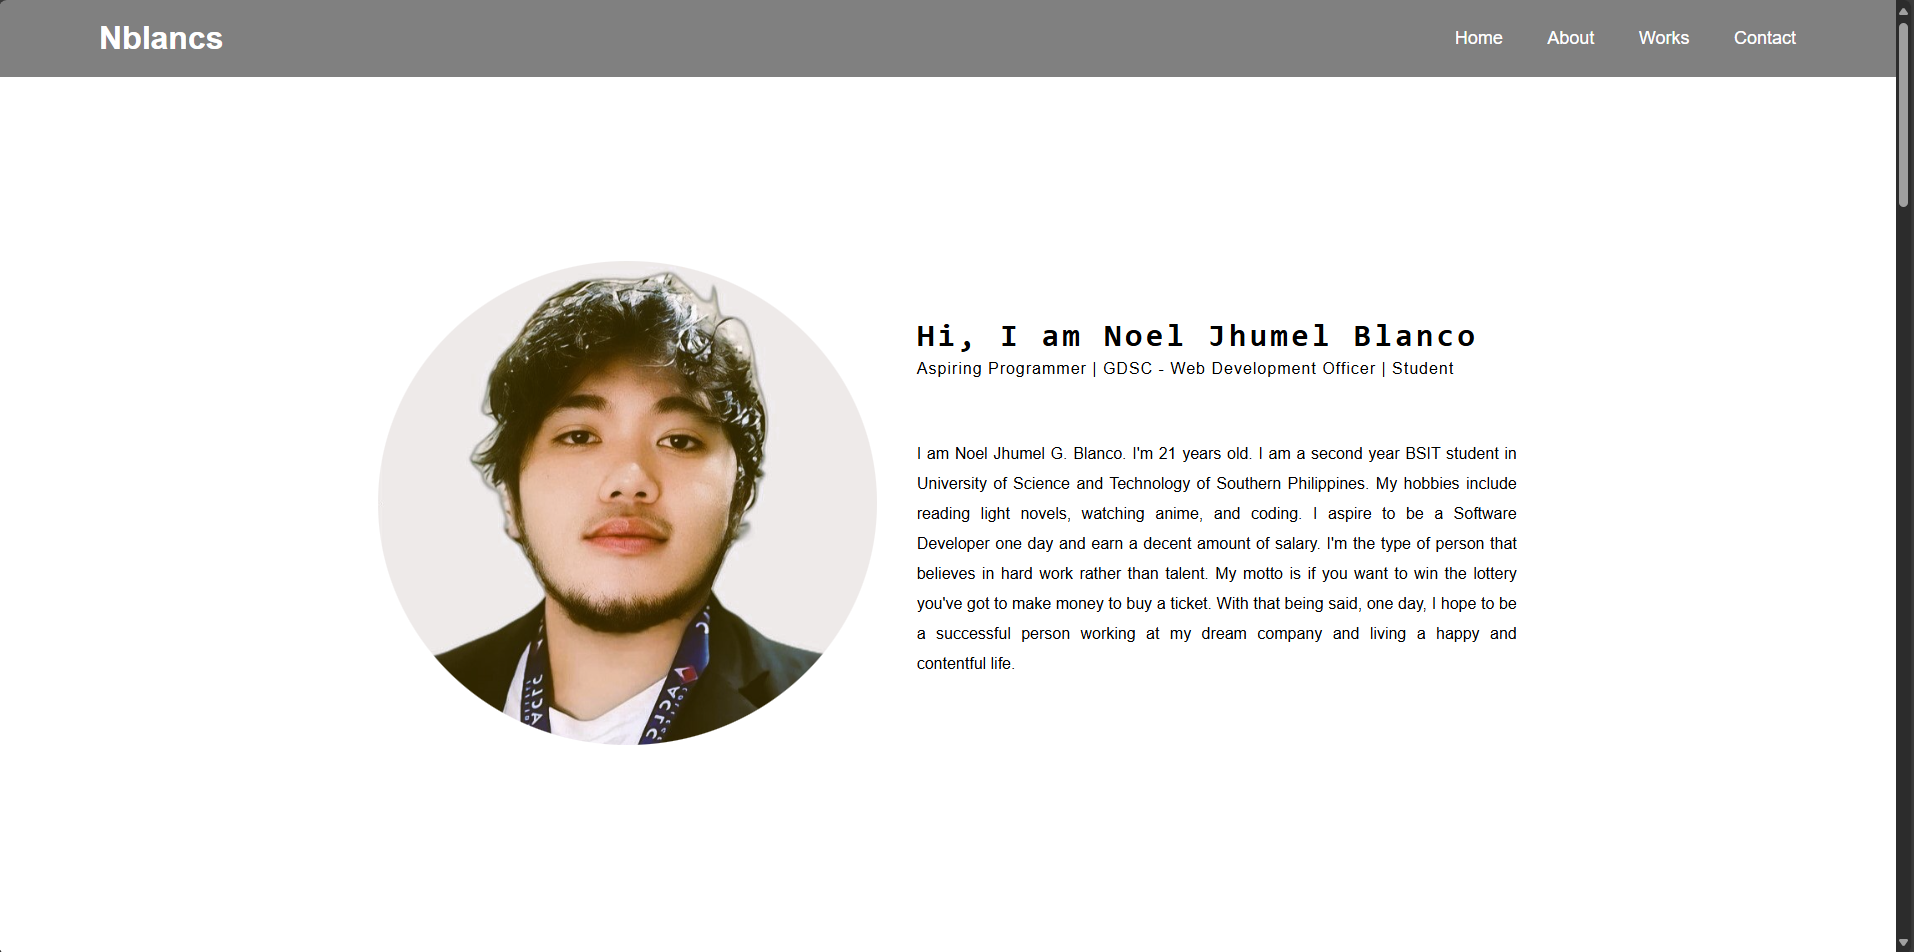 Nblancs
Home About Works Contact
Hi, I am Noel Jhumel Blanco
Aspiring Programmer | GDSC - Web Development Officer | Student
I am Noel Jhumel G. Blanco. I'm 21 years old. I am a second year BSIT student in
University of Science and Technology of Southern Philippines. My hobbies include
reading light novels, watching anime, and coding. I aspire to be a Software
Developer one day and earn a decent amount of salary. I'm the type of person that
believes in hard work rather than talent. My motto is if you want to win the lottery
you've got to make money to buy a ticket. With that being said, one day, I hope to be
a successful person working at my dream company and living a happy and
contentful life.